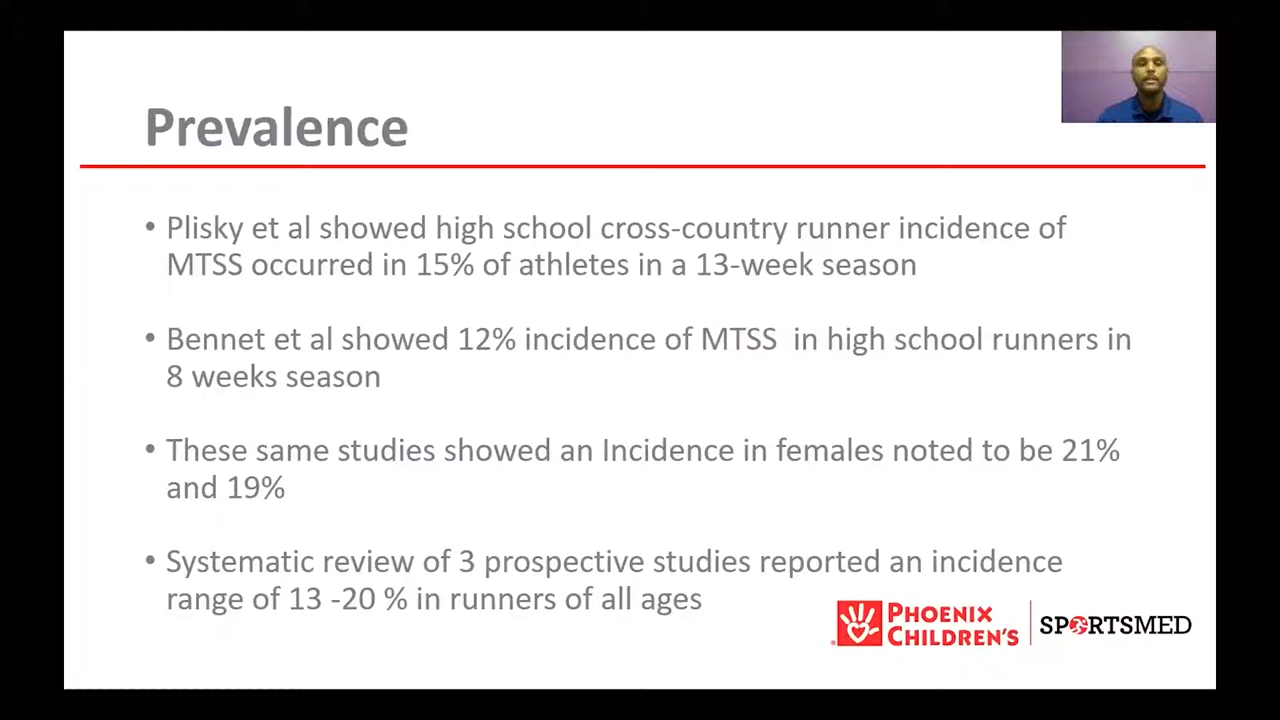 Prevalence
• Plisky et al showed high school cross-country runner incidence of
MTSS occurred in 15% of athletes in a 13-week season
• Bennet et al showed 12% incidence of MTSS  in high school runners in
8 weeks season
• These same studies showed an Incidence in females noted to be 21%
and 19%
• Systematic review of 3 prospective studies reported an incidence
range of 13 -20 % in runners of all ages
PHOENIX
CHILDREN'S
SPORTSMED